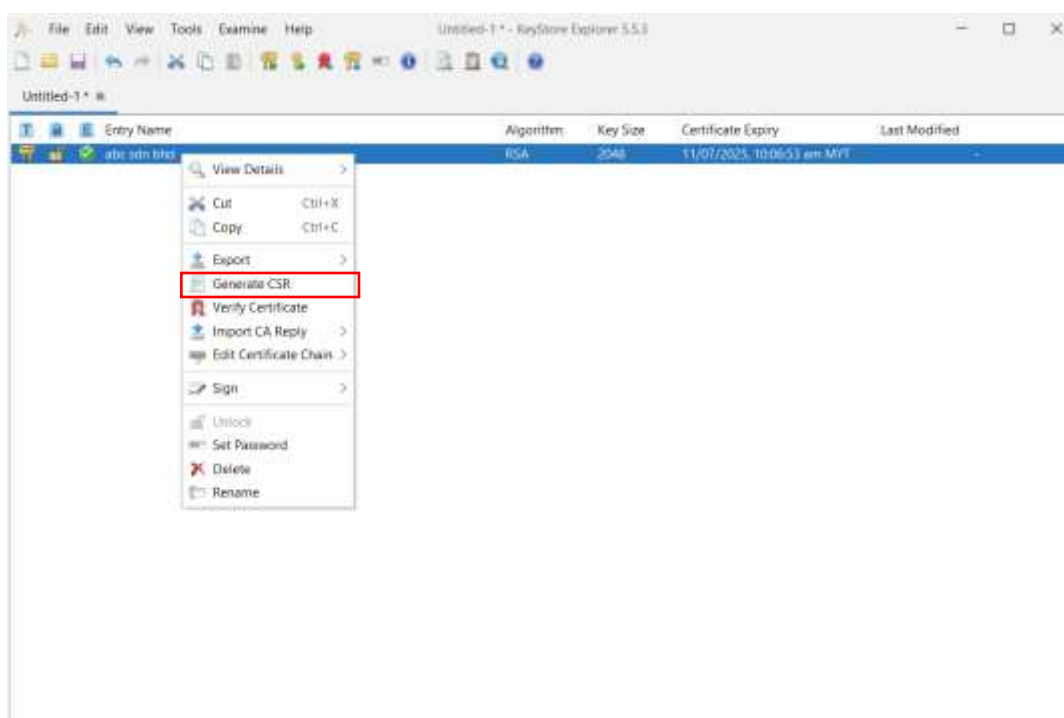 File Edit View Tools Examine Help Untitled-1 * - KeyStore Explorer 5.5.3
Untitled-1 *
T E Entry Name Algorithm Key Size Certificate Expiry Last Modified
abc sdn bhd RSA 2048 11/07/2025, 10:06:53 am MYT -
View Details
Cut Ctrl+X
Copy Ctrl+C
Export
Generate CSR
Verify Certificate
Import CA Reply
Edit Certificate Chain
Sign
Unlock
Set Password
Delete
Rename